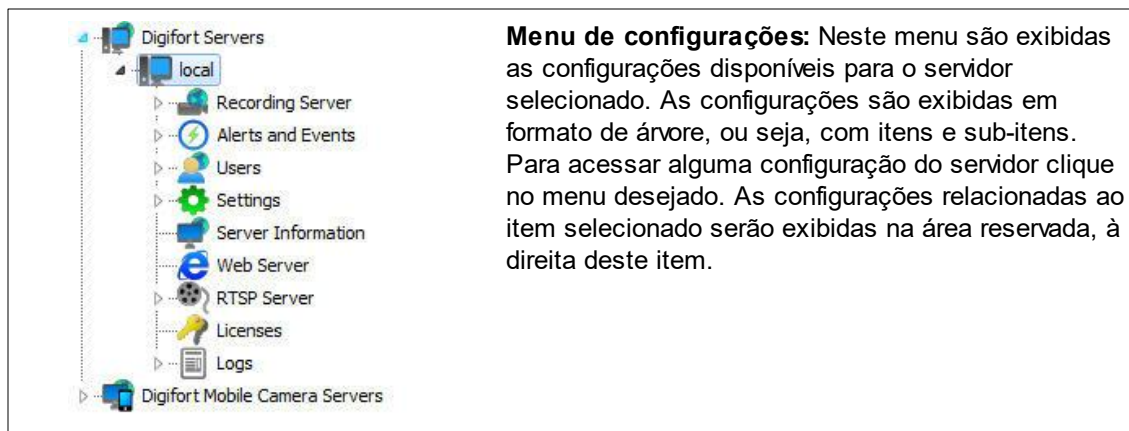 Digifort Servers
local
Recording Server
Alerts and Events
Users
Settings
Server Information
Web Server
RTSP Server
Licenses
Logs
Digifort Mobile Camera Servers
Menu de configurações: Neste menu são exibidas
as configurações disponíveis para o servidor
selecionado. As configurações são exibidas em
formato de árvore, ou seja, com itens e sub-itens.
Para acessar alguma configuração do servidor clique
no menu desejado. As configurações relacionadas ao
item selecionado serão exibidas na área reservada, à
direita deste item.